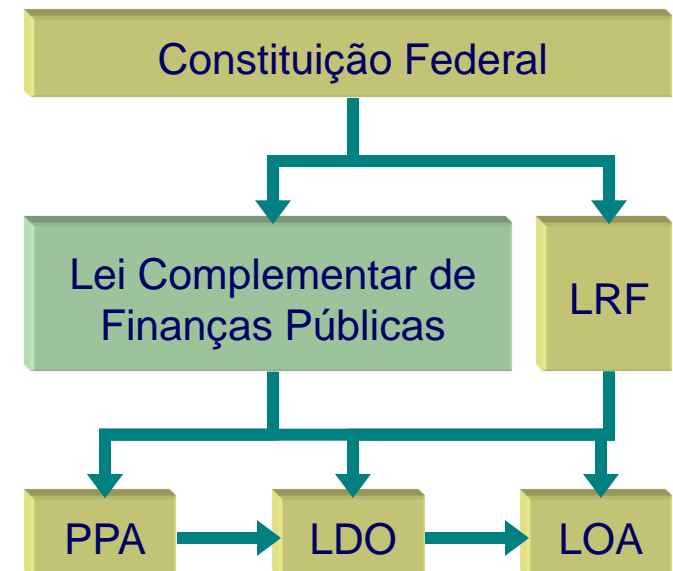 Constituição Federal
Lei Complementar de
Finanças Públicas
LRF
PPA
LDO
LOA